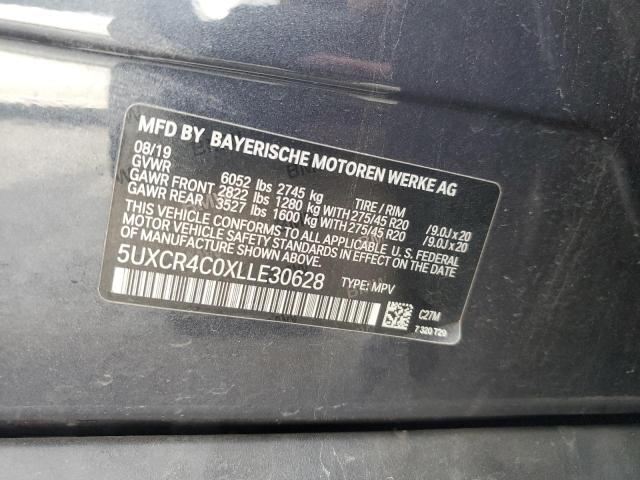 MFD BY BAYERISCHE MOTOREN WERKE AG
08/19
GVWR 6052 lbs 2745 kg TIRE / RIM
GAWR FRONT 2822 lbs 1280 kg WITH 275/45 R20 /9.0J x 20
GAWR REAR 3527 lbs 1600 kg WITH 275/45 R20 /9.0J x 20
THIS VEHICLE CONFORMS TO ALL APPLICABLE U.S. FEDERAL
MOTOR VEHICLE SAFETY STANDARDS IN EFFECT ON THE DATE OF
MANUFACTURE SHOWN ABOVE.
5UXCR4C0XLLE30628 TYPE: MPV
C27M
7 320 729